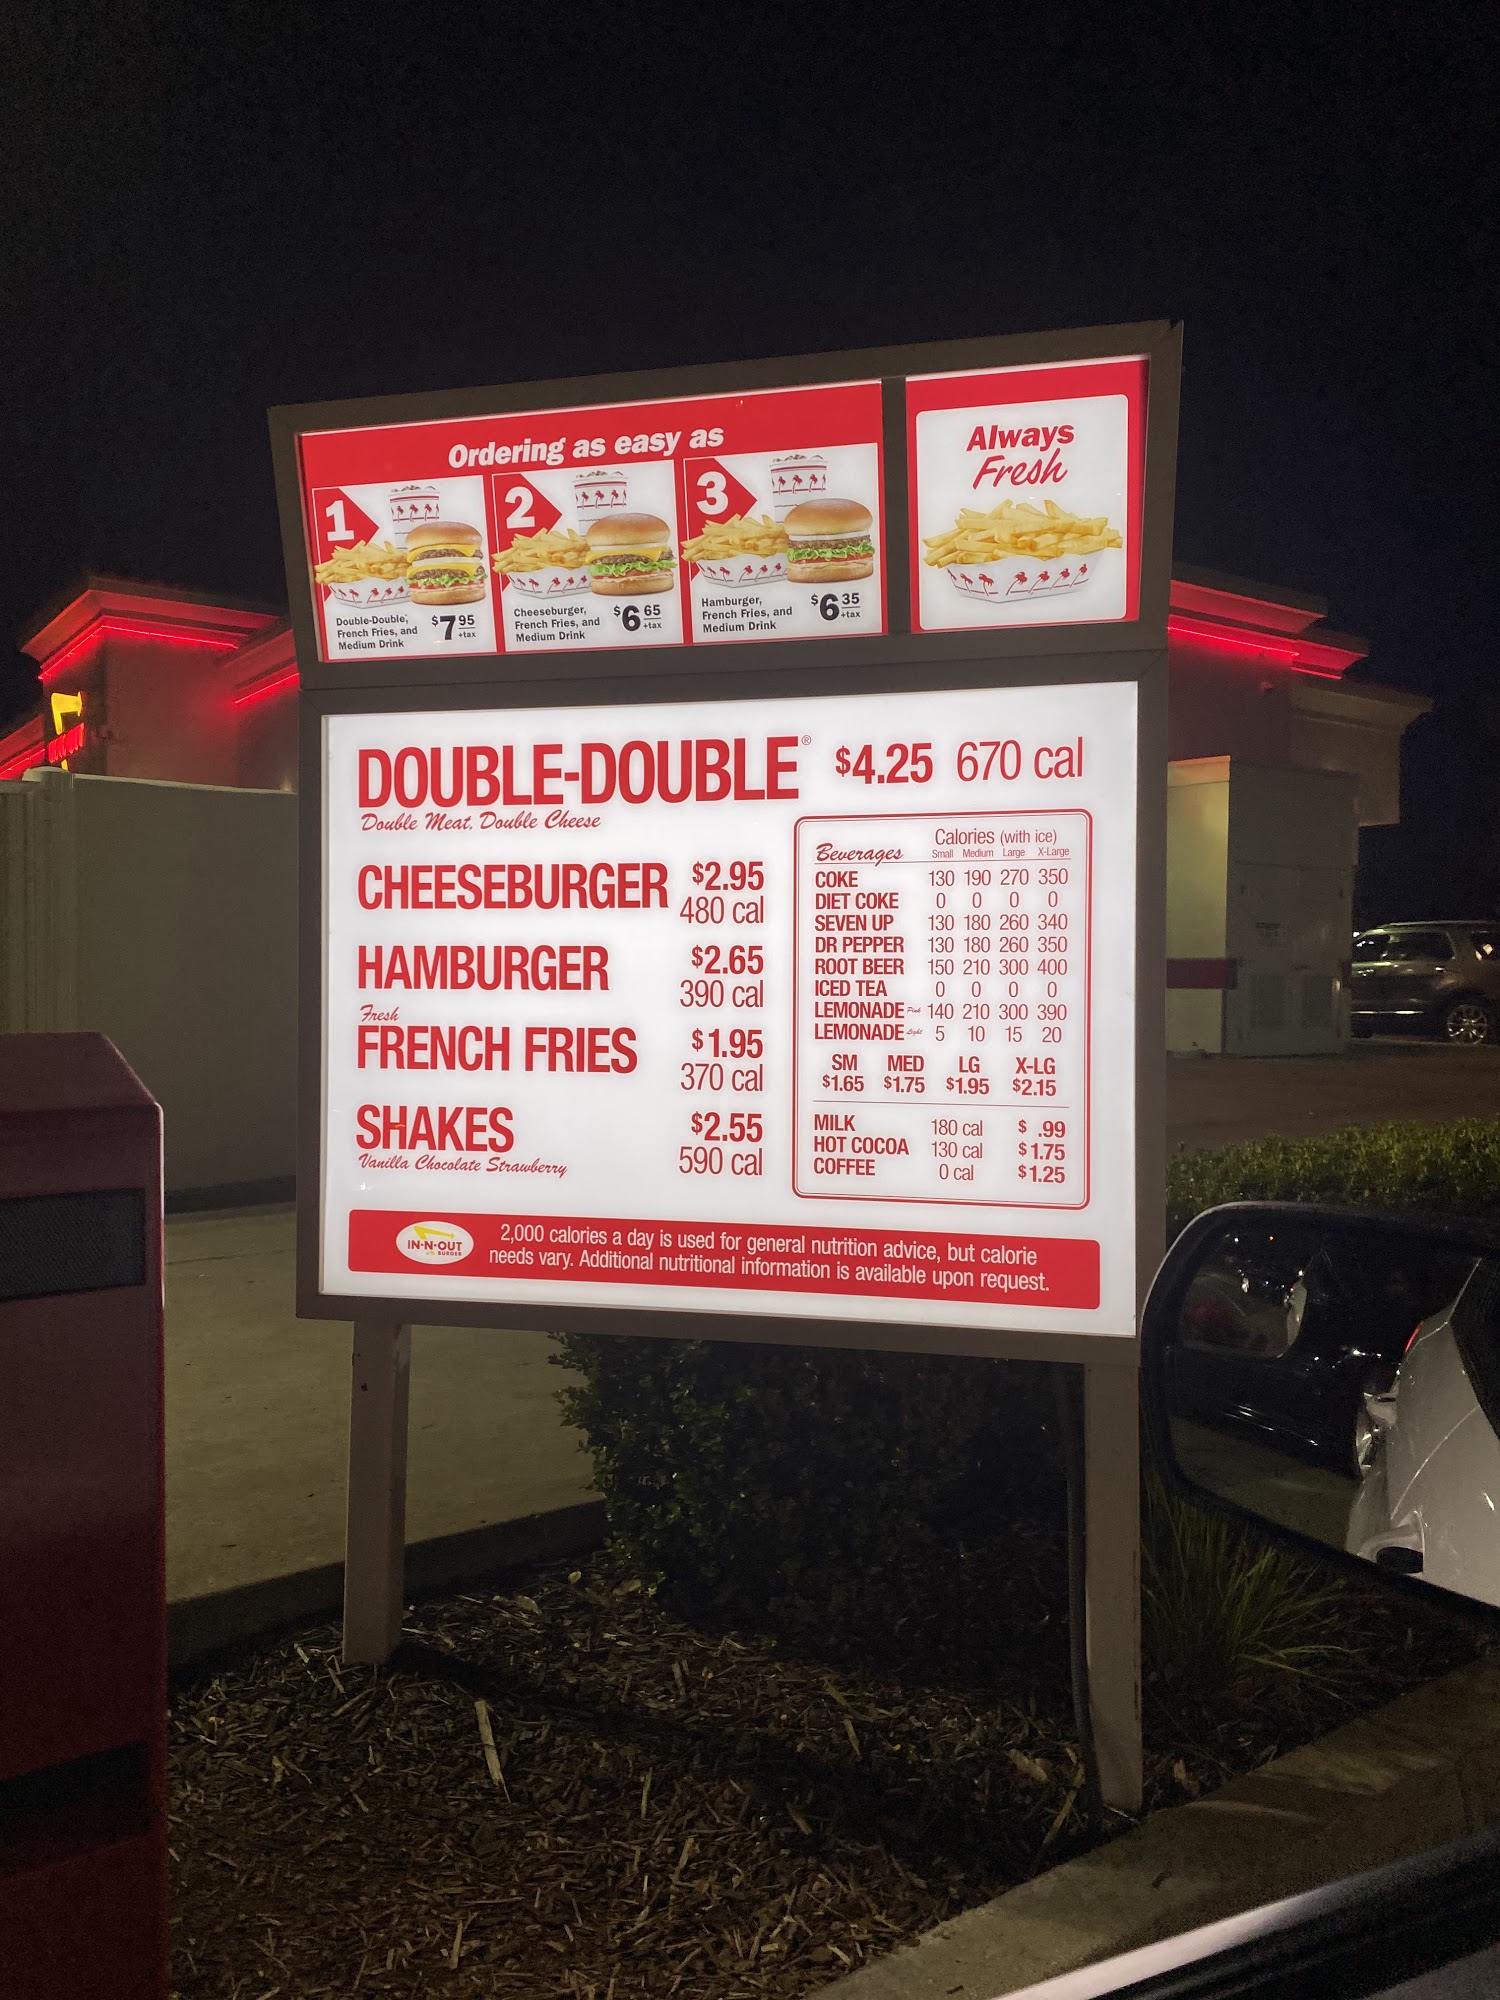 Ordering as easy as
1
Double-Double,
French Fries, and
Medium Drink
$7 95
+tax
2
Cheeseburger,
French Fries, and
Medium Drink
$6 65
+tax
3
Hamburger,
French Fries, and
Medium Drink
$6 35
+tax
Always
Fresh
DOUBLE-DOUBLE® $4.25 670 cal
Double Meat, Double Cheese
CHEESEBURGER $2.95
480 cal
HAMBURGER $2.65
390 cal
Fresh
FRENCH FRIES $1.95
370 cal
SHAKES $2.55
Vanilla Chocolate Strawberry 590 cal
Calories (with ice)
Beverages Small Medium Large X-Large
COKE 130 190 270 350
DIET COKE 0 0 0 0
SEVEN UP 130 180 260 340
DR PEPPER 130 180 260 350
ROOT BEER 150 210 300 400
ICED TEA 0 0 0 0
LEMONADE Pink 140 210 300 390
LEMONADE Light 5 10 15 20
SM MED LG X-LG
$1.65 $1.75 $1.95 $2.15
MILK 180 cal $ .99
HOT COCOA 130 cal $1.75
COFFEE 0 cal $1.25
IN-N-OUT
BURGER
2,000 calories a day is used for general nutrition advice, but calorie
needs vary. Additional nutritional information is available upon request.